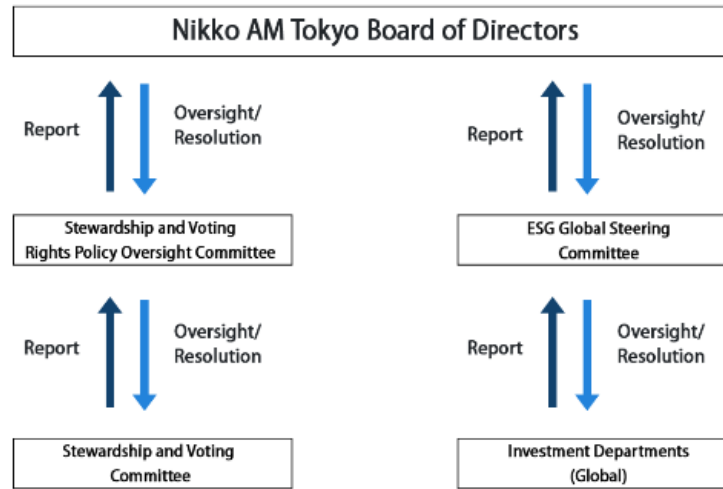 Nikko AM Tokyo Board of Directors
Report
Oversight/
Resolution
Report
Oversight/
Resolution
Stewardship and Voting
Rights Policy Oversight Committee
ESG Global Steering
Committee
Report
Oversight/
Resolution
Report
Oversight/
Resolution
Stewardship and Voting
Committee
Investment Departments
(Global)